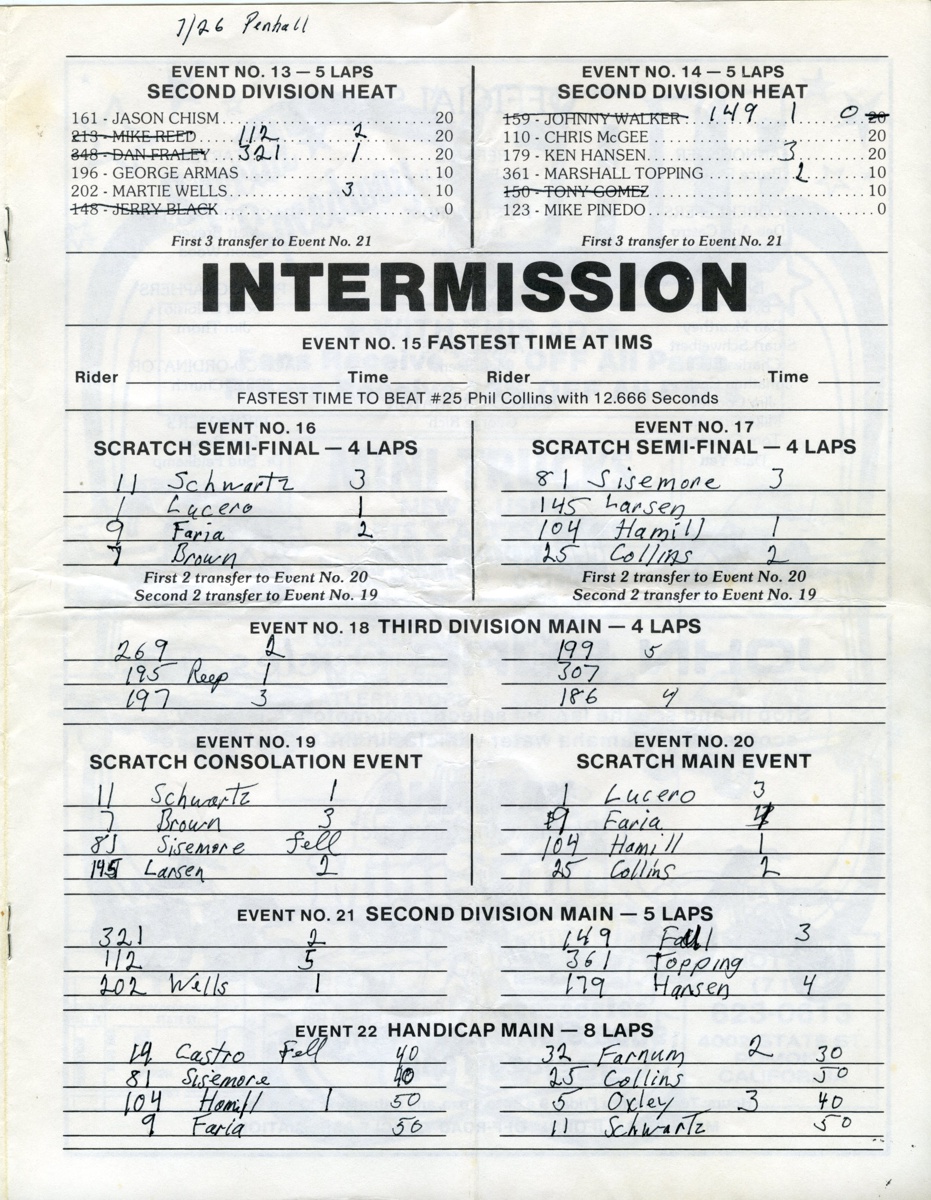 7/26 Penhall
EVENT NO. 13 — 5 LAPS
SECOND DIVISION HEAT
161 - JASON CHISM 20
213 - MIKE REED 112 2 20
348 - DAN FRALEY 321 1 20
196 - GEORGE ARMAS 10
202 - MARTIE WELLS 3 10
148 - JERRY BLACK 0
First 3 transfer to Event No. 21
EVENT NO. 14 — 5 LAPS
SECOND DIVISION HEAT
159 - JOHNNY WALKER 149 1 0 20
110 - CHRIS McGEE 20
179 - KEN HANSEN 3 20
361 - MARSHALL TOPPING 2 10
150 - TONY GOMEZ 10
123 - MIKE PINEDO 0
First 3 transfer to Event No. 21
INTERMISSION
EVENT NO. 15 FASTEST TIME AT IMS
Rider Time Rider Time
FASTEST TIME TO BEAT #25 Phil Collins with 12.666 Seconds
EVENT NO. 16
SCRATCH SEMI-FINAL — 4 LAPS
11 Schwartz 3
1 Lucero 1
9 Faria 2
7 Brown
First 2 transfer to Event No. 20
Second 2 transfer to Event No. 19
EVENT NO. 17
SCRATCH SEMI-FINAL — 4 LAPS
81 Sisemore 3
145 Larsen
104 Hamill 1
25 Collins 2
First 2 transfer to Event No. 20
Second 2 transfer to Event No. 19
EVENT NO. 18 THIRD DIVISION MAIN — 4 LAPS
269 2
195 Reep 1
197 3
199 5
307
186 4
EVENT NO. 19
SCRATCH CONSOLATION EVENT
11 Schwartz 1
7 Brown 3
81 Sisemore fell
145 Larsen 2
EVENT NO. 20
SCRATCH MAIN EVENT
1 Lucero 3
9 Faria 4
104 Hamill 1
25 Collins 2
EVENT NO. 21 SECOND DIVISION MAIN — 5 LAPS
321 2
112 5
202 Wells 1
149 Fall 3
361 Topping
179 Hansen 4
EVENT 22 HANDICAP MAIN — 8 LAPS
14 Castro Fell 40
81 Sisemore 40
104 Hamill 1 50
9 Faria 50
32 Farnum 2 30
25 Collins 50
5 Oxley 3 40
11 Schwartz 50